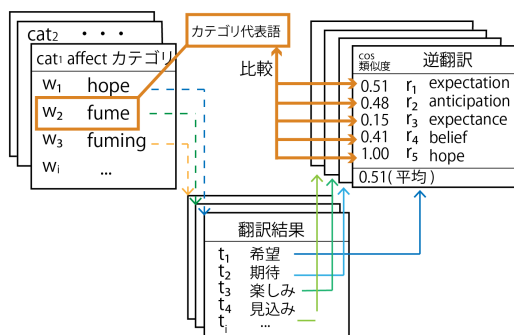 cat2 ・・・
cat1 affect カテゴリ
w1 hope
w2 fume
w3 fuming
wi ...
カテゴリ代表語
比較
cos類似度 逆翻訳
0.51 r1 expectation
0.48 r2 anticipation
0.15 r3 expectance
0.41 r4 belief
1.00 r5 hope
0.51(平均)
翻訳結果
t1 希望
t2 期待
t3 楽しみ
t4 見込み
ti ...